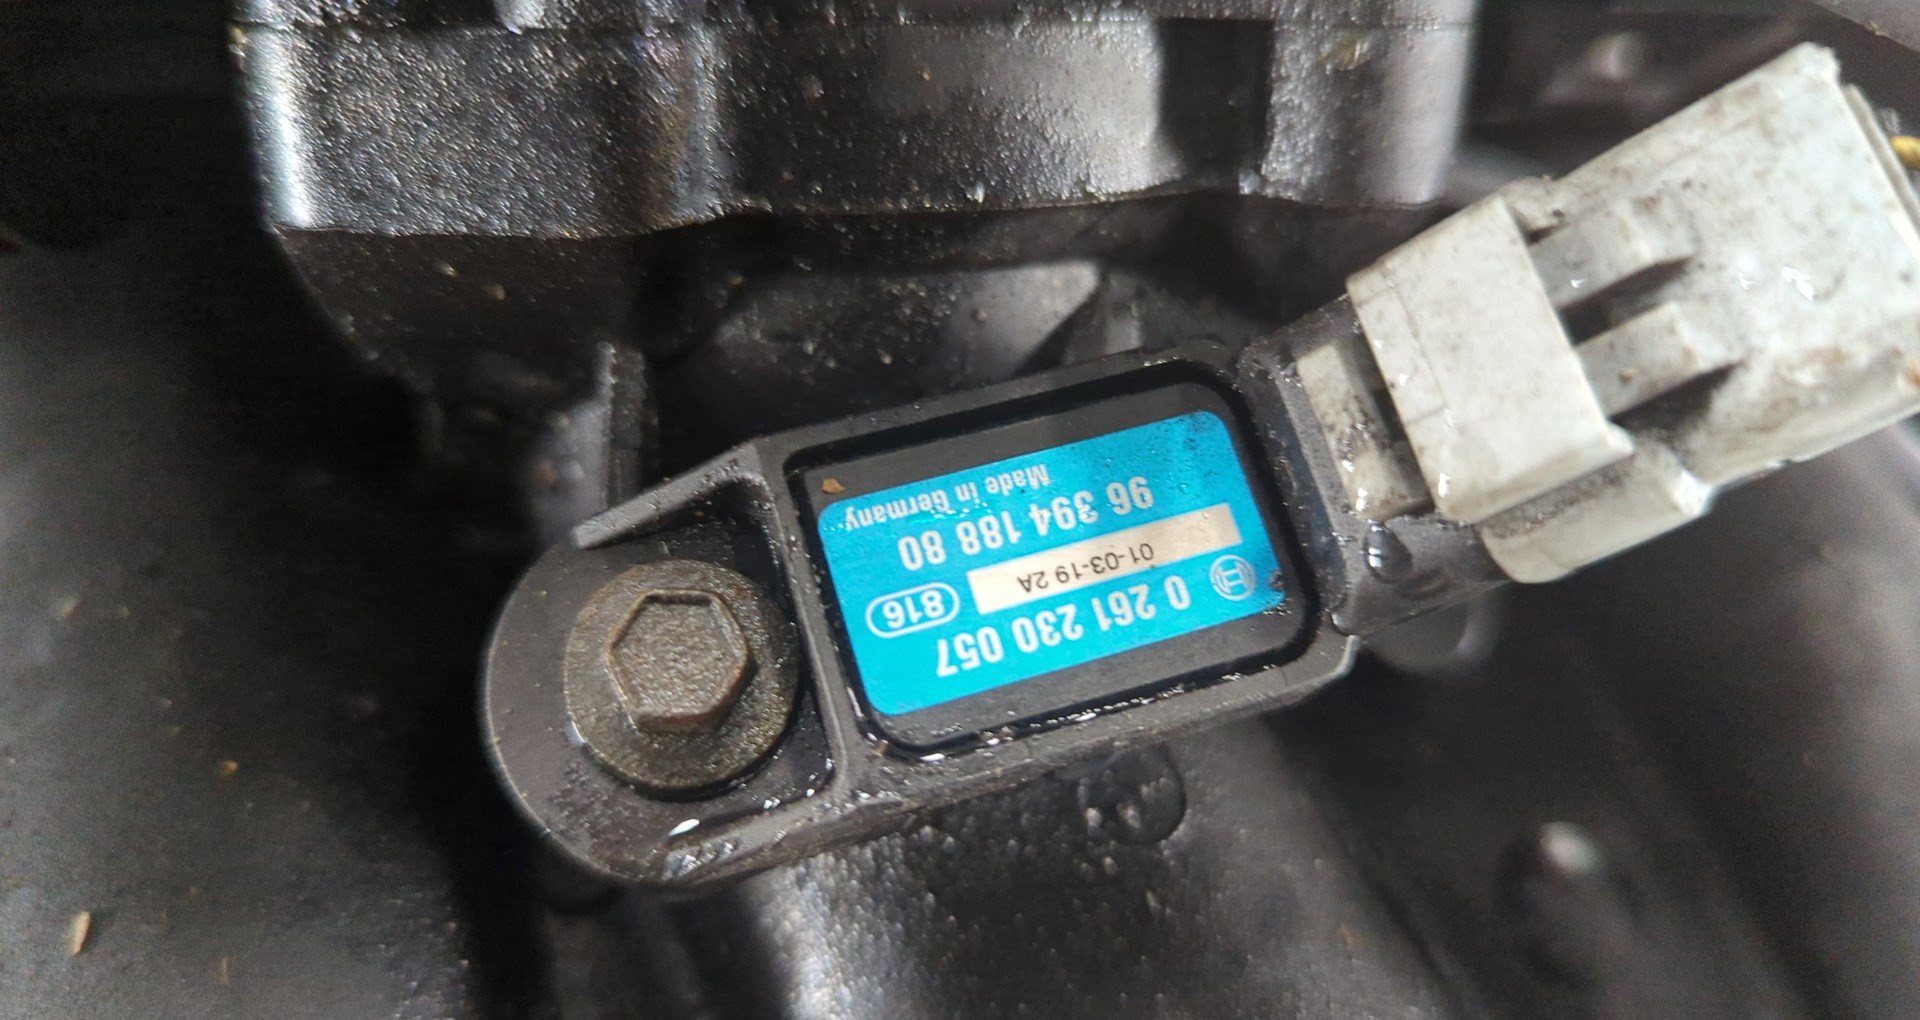 0 261 230 057
01-03-19 2A 816
96 394 188 80
Made in Germany